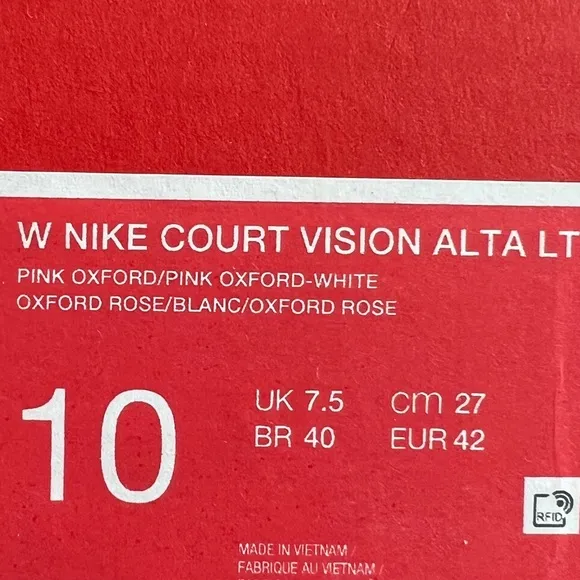 W NIKE COURT VISION ALTA LT
PINK OXFORD/PINK OXFORD-WHITE
OXFORD ROSE/BLANC/OXFORD ROSE
10
UK 7.5 cm 27
BR 40 EUR 42
RFID
MADE IN VIETNAM /
FABRIQUE AU VIETNAM /